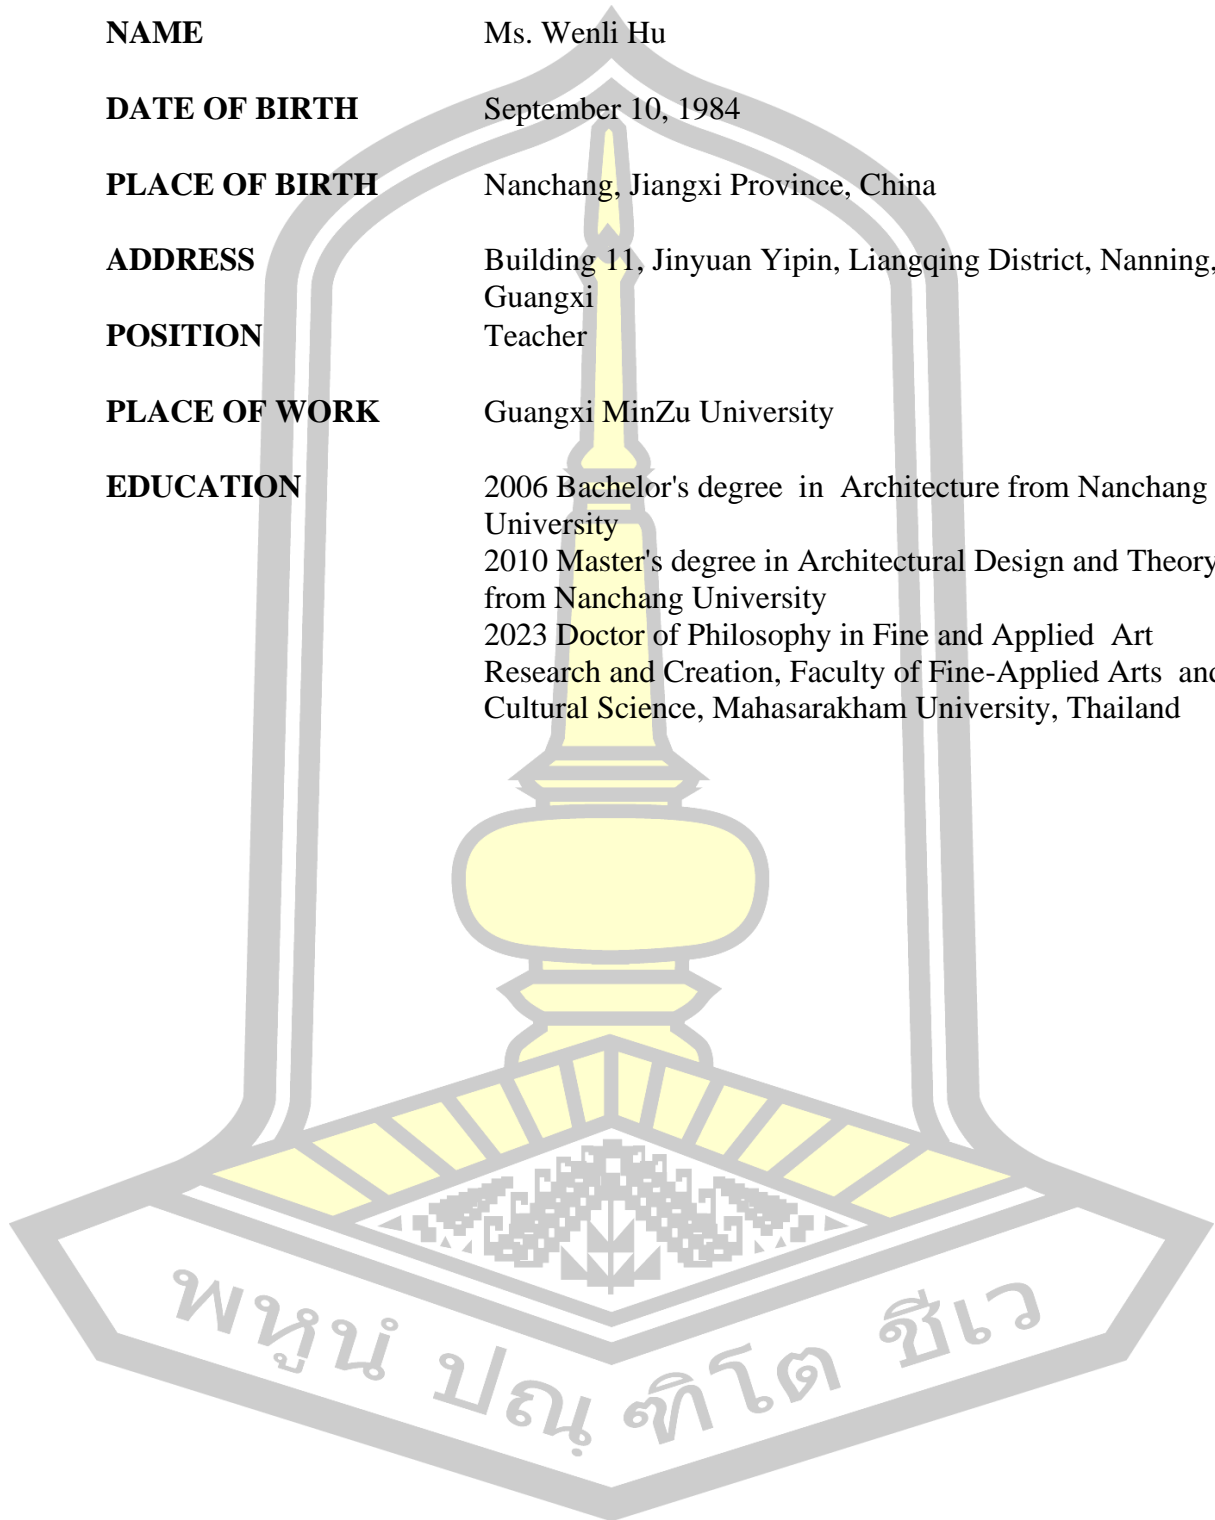 NAME Ms. Wenli Hu
DATE OF BIRTH September 10, 1984
PLACE OF BIRTH Nanchang, Jiangxi Province, China
ADDRESS Building 11, Jinyuan Yipin, Liangqing District, Nanning,
Guangxi
POSITION Teacher
PLACE OF WORK Guangxi MinZu University
EDUCATION 2006 Bachelor's degree in Architecture from Nanchang
University
2010 Master's degree in Architectural Design and Theory
from Nanchang University
2023 Doctor of Philosophy in Fine and Applied Art
Research and Creation, Faculty of Fine-Applied Arts and
Cultural Science, Mahasarakham University, Thailand
พหูนํ ปณฺฑิโต ชีเว